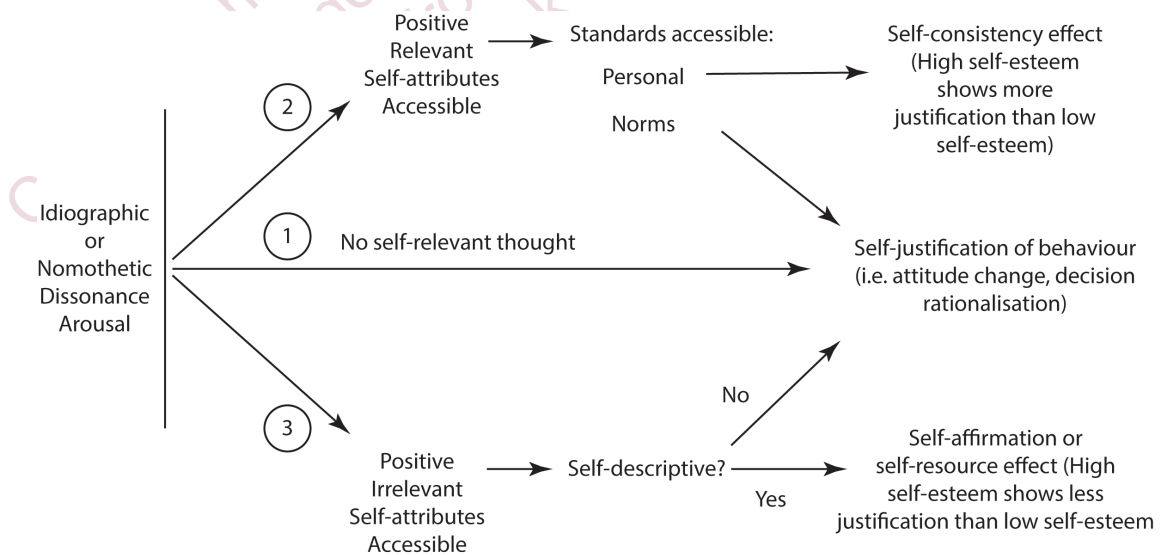 Positive
Relevant
Self-attributes
Accessible
Standards accessible:
Personal
Norms
Self-consistency effect
(High self-esteem
shows more
justification than low
self-esteem)
2
Idiographic
or
Nomothetic
Dissonance
Arousal
1
No self-relevant thought
Self-justification of behaviour
(i.e. attitude change, decision
rationalisation)
3
Positive
Irrelevant
Self-attributes
Accessible
Self-descriptive?
No
Yes
Self-affirmation or
self-resource effect (High
self-esteem shows less
justification than low self-esteem